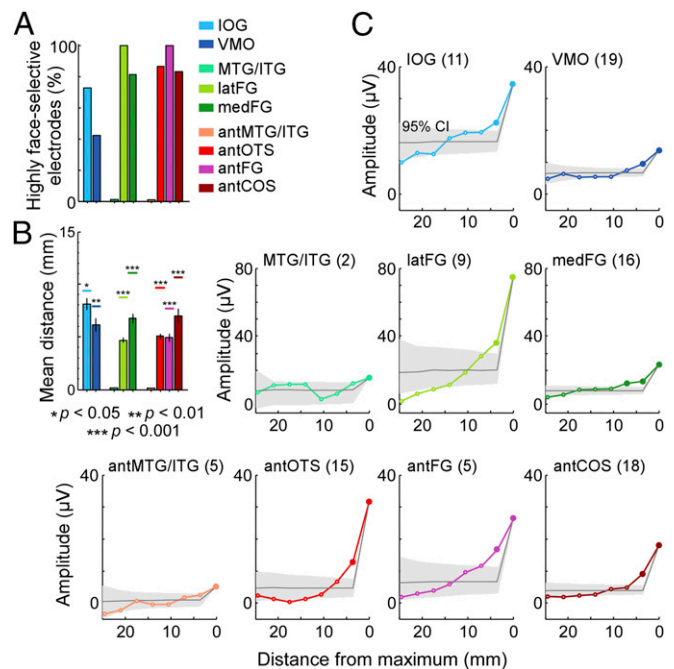 A
Highly face-selective
electrodes (%)
100
0
IOG
VMO
MTG/ITG
latFG
medFG
antMTG/ITG
antOTS
antFG
antCOS
B
Mean distance (mm)
15
0
*
**
***
***
***
***
***
* p < 0.05 ** p < 0.01
*** p < 0.001
C
IOG (11)
Amplitude (µV)
40
0
95% CI
20 10 0
VMO (19)
40
0
20 10 0
MTG/ITG (2)
Amplitude (µV)
80
40
0
20 10 0
latFG (9)
80
40
0
20 10 0
medFG (16)
80
40
0
20 10 0
antMTG/ITG (5)
Amplitude (µV)
40
0
20 10 0
antOTS (15)
40
0
20 10 0
antFG (5)
40
0
20 10 0
antCOS (18)
40
0
20 10 0
Distance from maximum (mm)